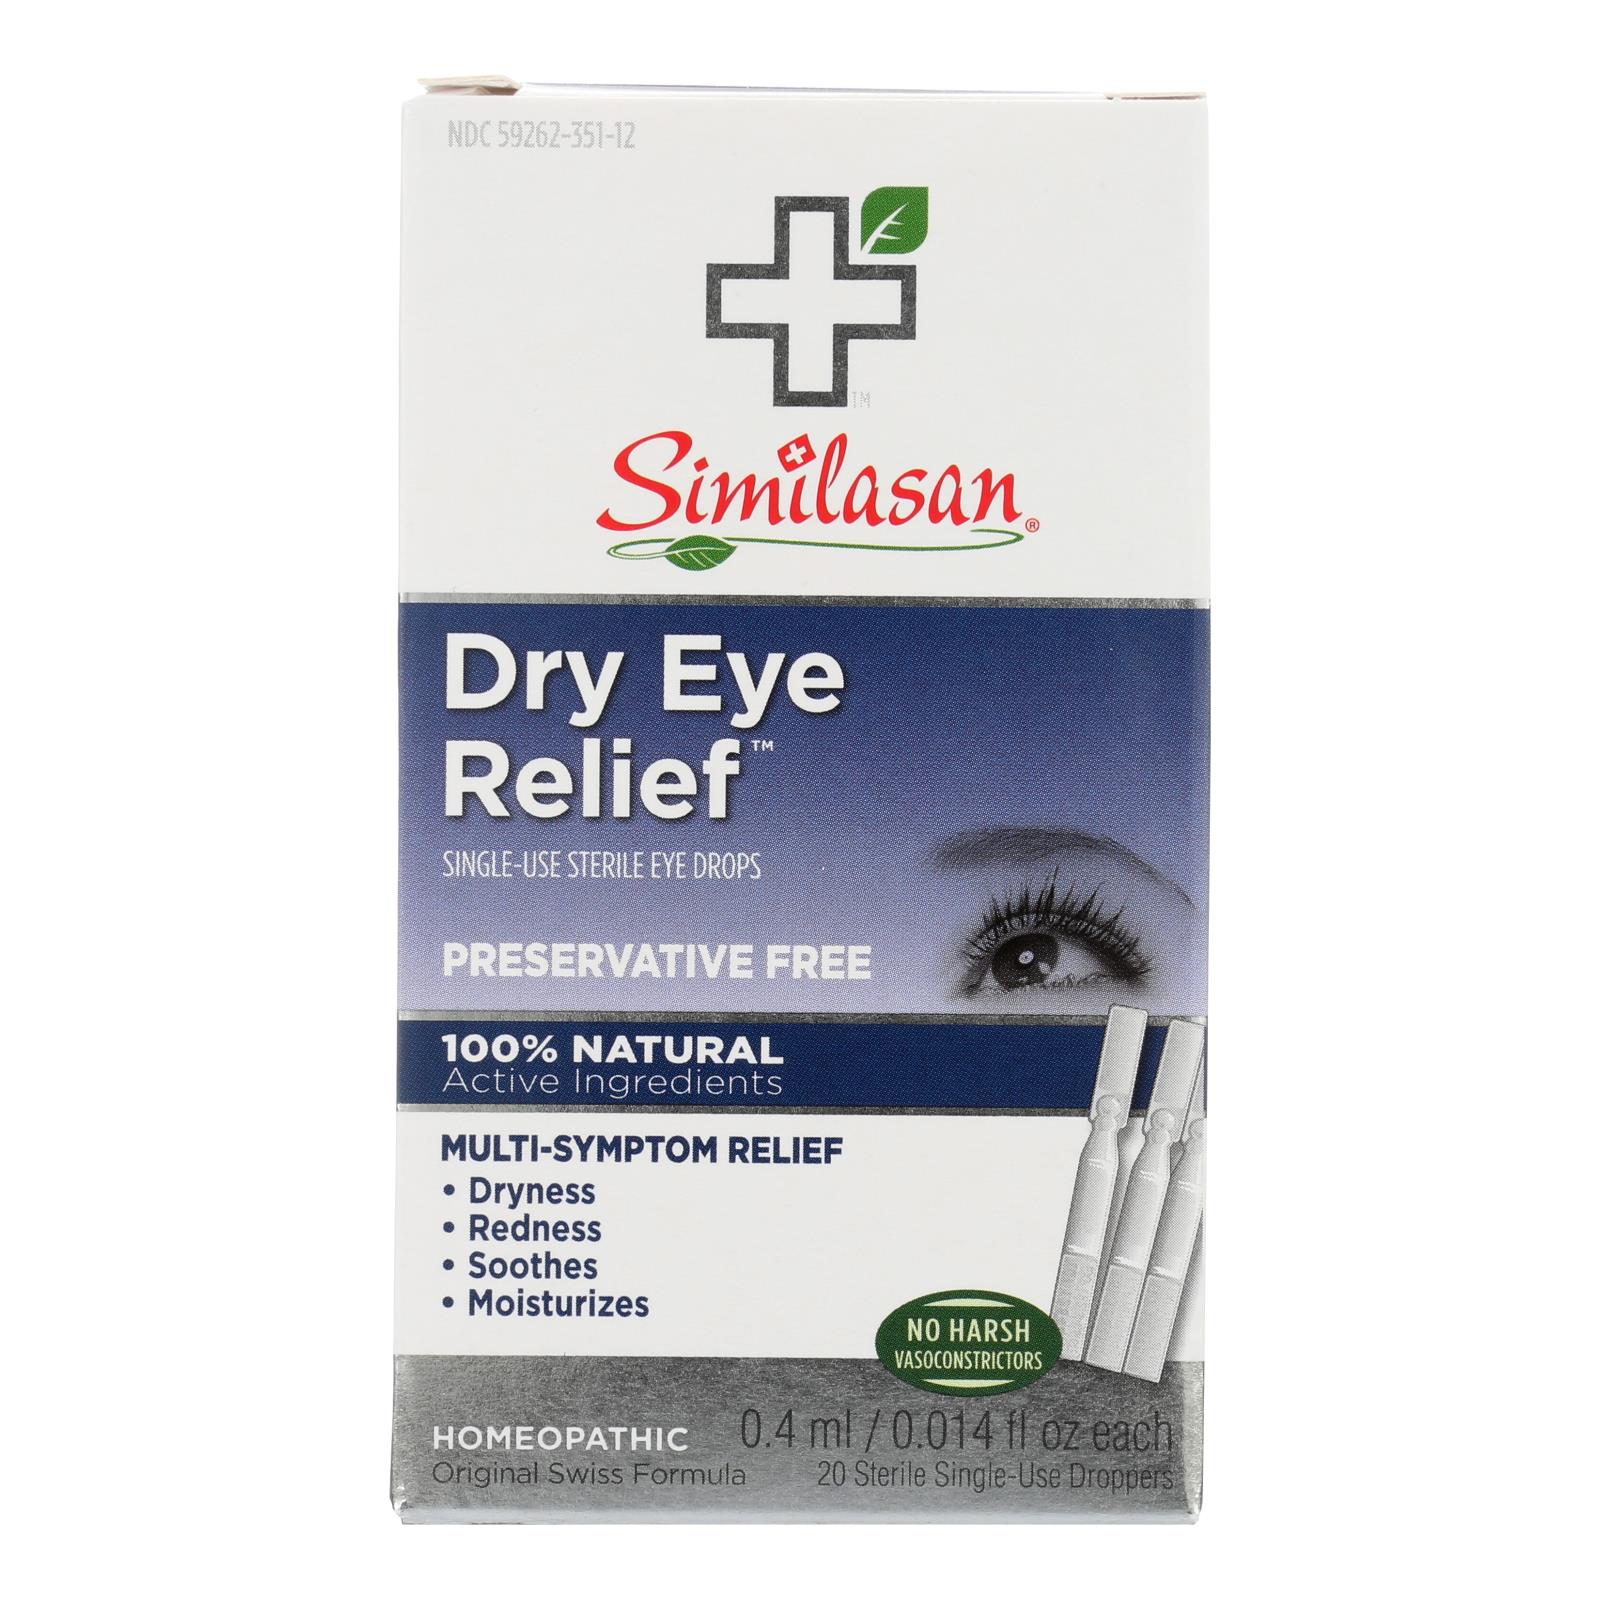 NDC 59262-351-12
TM
Similasan®
Dry Eye
Relief™
SINGLE-USE STERILE EYE DROPS
PRESERVATIVE FREE
100% NATURAL
Active Ingredients
MULTI-SYMPTOM RELIEF
• Dryness
• Redness
• Soothes
• Moisturizes
NO HARSH
VASOCONSTRICTORS
HOMEOPATHIC
Original Swiss Formula
0.4 ml / 0.014 fl oz each
20 Sterile Single-Use Droppers